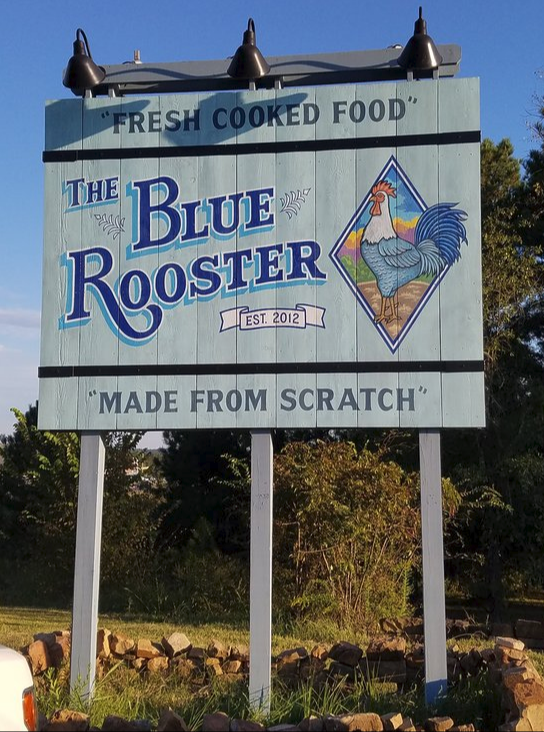 "FRESH COOKED FOOD"
THE
BLUE
ROOSTER
EST. 2012
"MADE FROM SCRATCH"